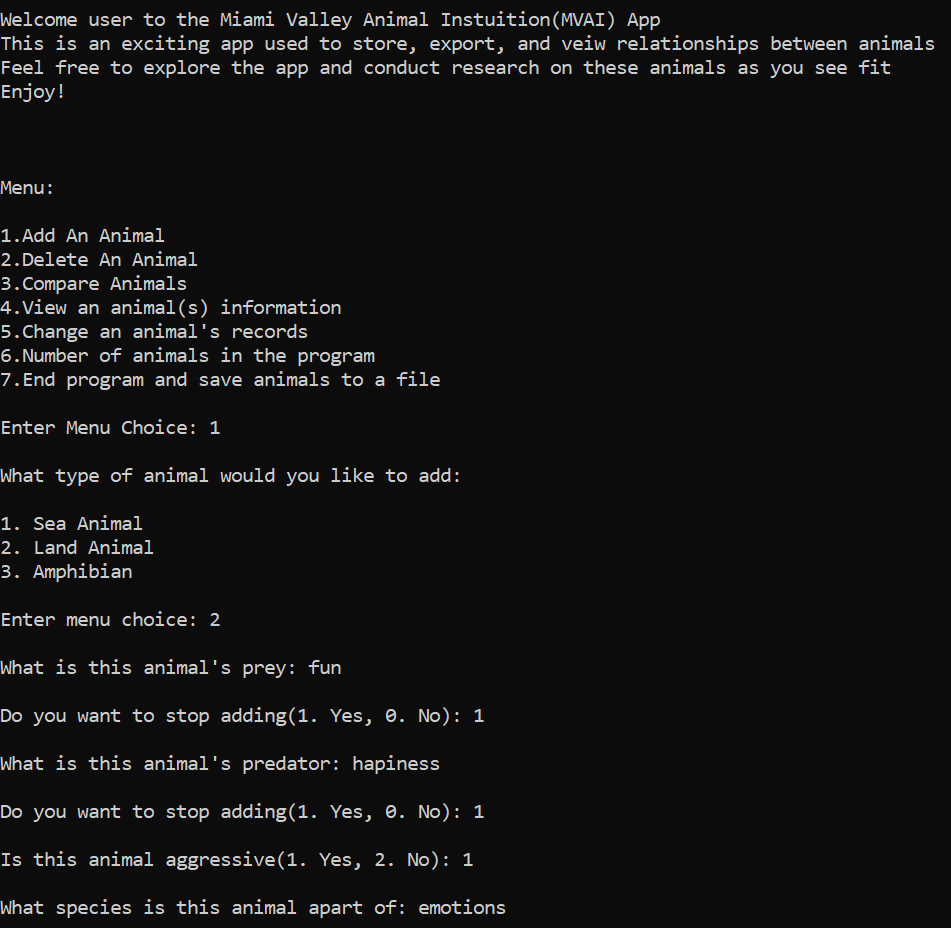 Welcome user to the Miami Valley Animal Instuition(MVAI) App
This is an exciting app used to store, export, and veiw relationships between animals
Feel free to explore the app and conduct research on these animals as you see fit
Enjoy!
Menu:
1.Add An Animal
2.Delete An Animal
3.Compare Animals
4.View an animal(s) information
5.Change an animal's records
6.Number of animals in the program
7.End program and save animals to a file
Enter Menu Choice: 1
What type of animal would you like to add:
1. Sea Animal
2. Land Animal
3. Amphibian
Enter menu choice: 2
What is this animal's prey: fun
Do you want to stop adding(1. Yes, 0. No): 1
What is this animal's predator: hapiness
Do you want to stop adding(1. Yes, 0. No): 1
Is this animal aggressive(1. Yes, 2. No): 1
What species is this animal apart of: emotions